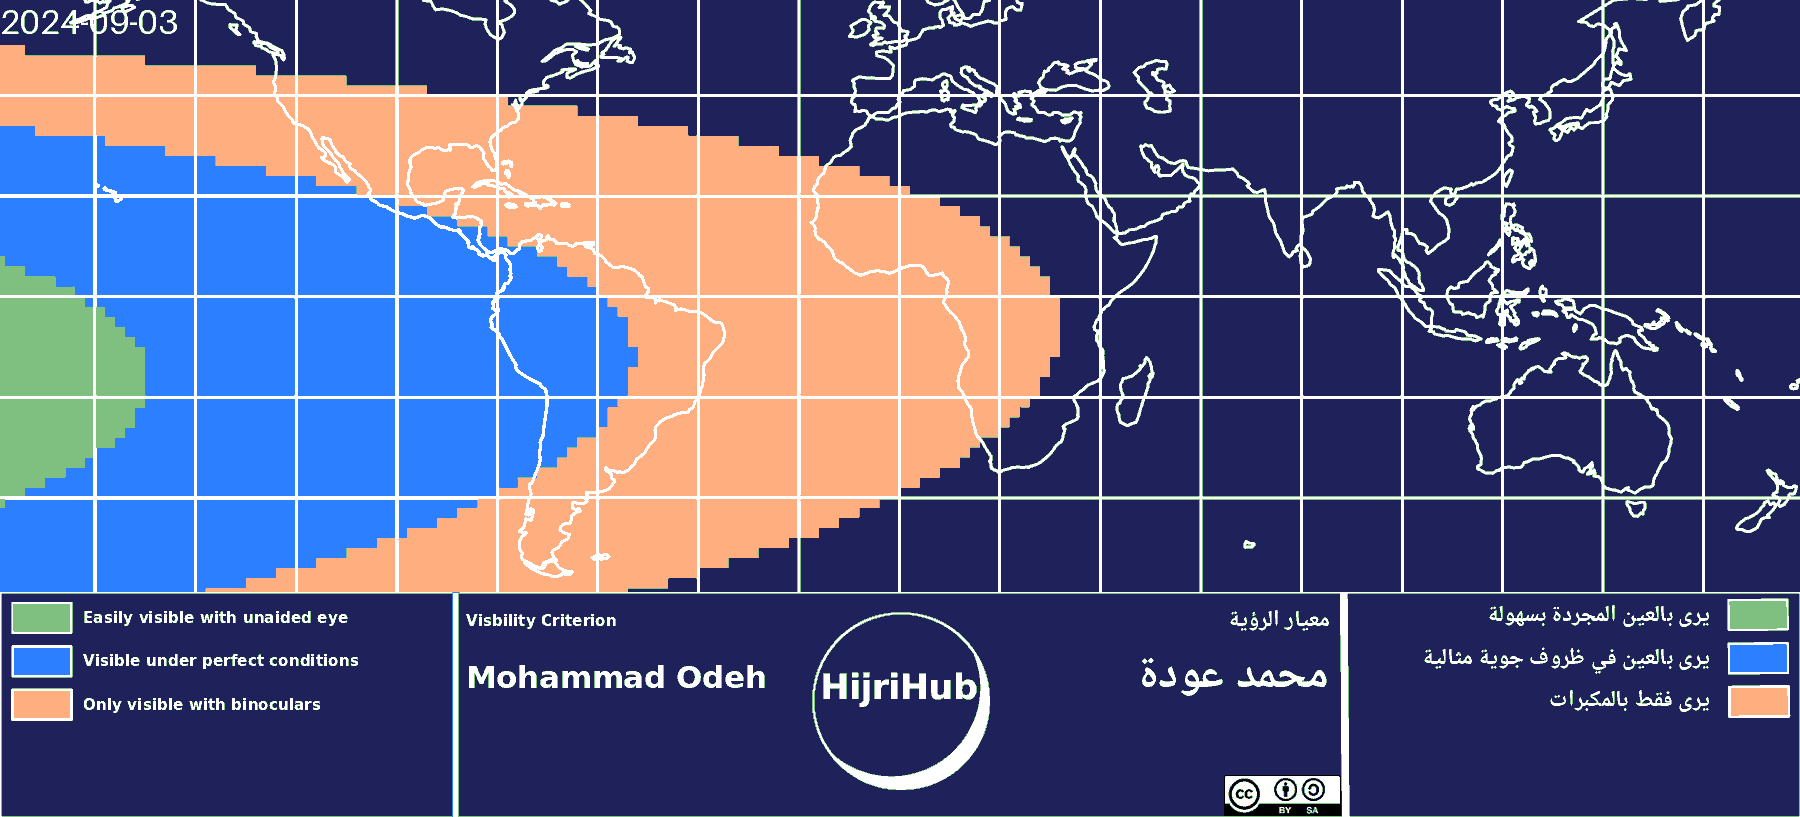 2024-09-03
Easily visible with unaided eye
Visible under perfect conditions
Only visible with binoculars
Visbility Criterion
Mohammad Odeh
HijriHub
معيار الرؤية
محمد عودة
cc
BY SA
يرى بالعين المجردة بسهولة
يرى بالعين في ظروف جوية مثالية
يرى فقط بالمكبرات